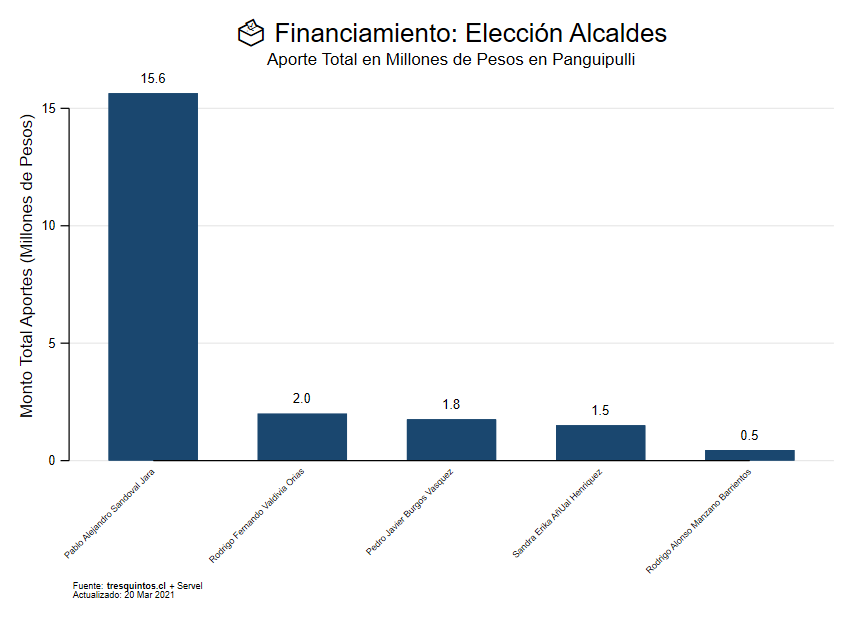 Financiamiento: Elección Alcaldes
Aporte Total en Millones de Pesos en Panguipulli
Monto Total Aportes (Millones de Pesos)
15
10
5
0
15.6
2.0
1.8
1.5
0.5
Pablo Alejandro Sandoval Jara
Rodrigo Fernando Valdivia Orias
Pedro Javier Burgos Vasquez
Sandra Erika AñUal Henriquez
Rodrigo Alonso Manzano Barrientos
Fuente: tresquintos.cl + Servel
Actualizado: 20 Mar 2021